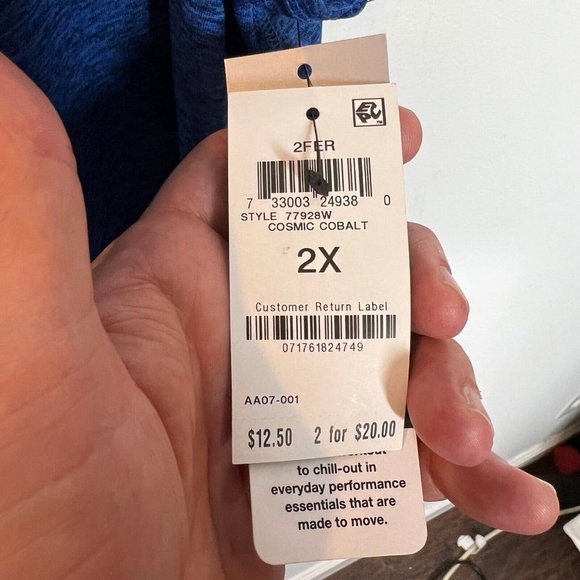 EPC
2FER
7 33003 24938 0
STYLE 77928W
COSMIC COBALT
2X
Customer Return Label
071761824749
AA07-001
$12.50 2 for $20.00
to chill-out in
everyday performance
essentials that are
made to move.